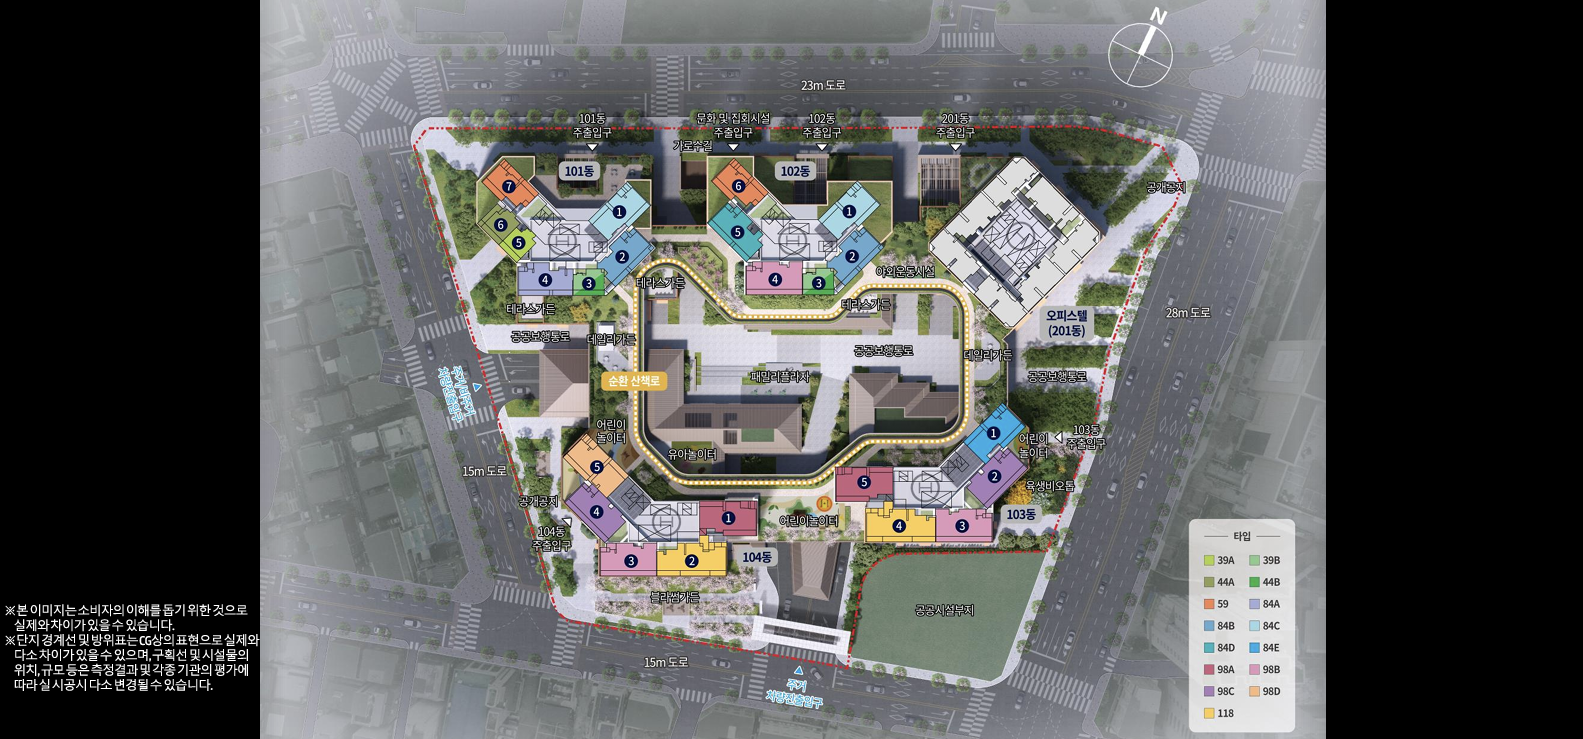 N
23m 도로
101동
주출입구
문화 및 집회시설
주출입구
102동
주출입구
201동
주출입구
가로수길
101동
102동
공개공지
7
6
5
4
3
1
2
6
5
4
3
1
2
테라스가든
야외운동시설
테라스가든
테라스가든
오피스텔
(201동)
28m 도로
공공보행통로
데일리가든
공공보행통로
데일리가든
패밀리플라자
공공보행통로
순환 산책로
어린이
놀이터
유아놀이터
1
2
3
4
5
어린이
놀이터
103동
주출입구
육생비오톱
103동
15m 도로
공개공지
104동
주출입구
5
4
3
2
1
어린이놀이터
104동
블라썸가든
공공시설부지
15m 도로
주거
차량진출입구
타입
39A 39B
44A 44B
59 84A
84B 84C
84D 84E
98A 98B
98C 98D
118
※본 이미지는 소비자의 이해를 돕기 위한 것으로
실제와 차이가 있을 수 있습니다.
※단지 경계선 및 방위표는 CG상의 표현으로 실제와
다소 차이가 있을 수 있으며, 구획선 및 시설물의
위치, 규모 등은 측정결과 및 각종 기관의 평가에
따라 실 시공시 다소 변경될 수 있습니다.